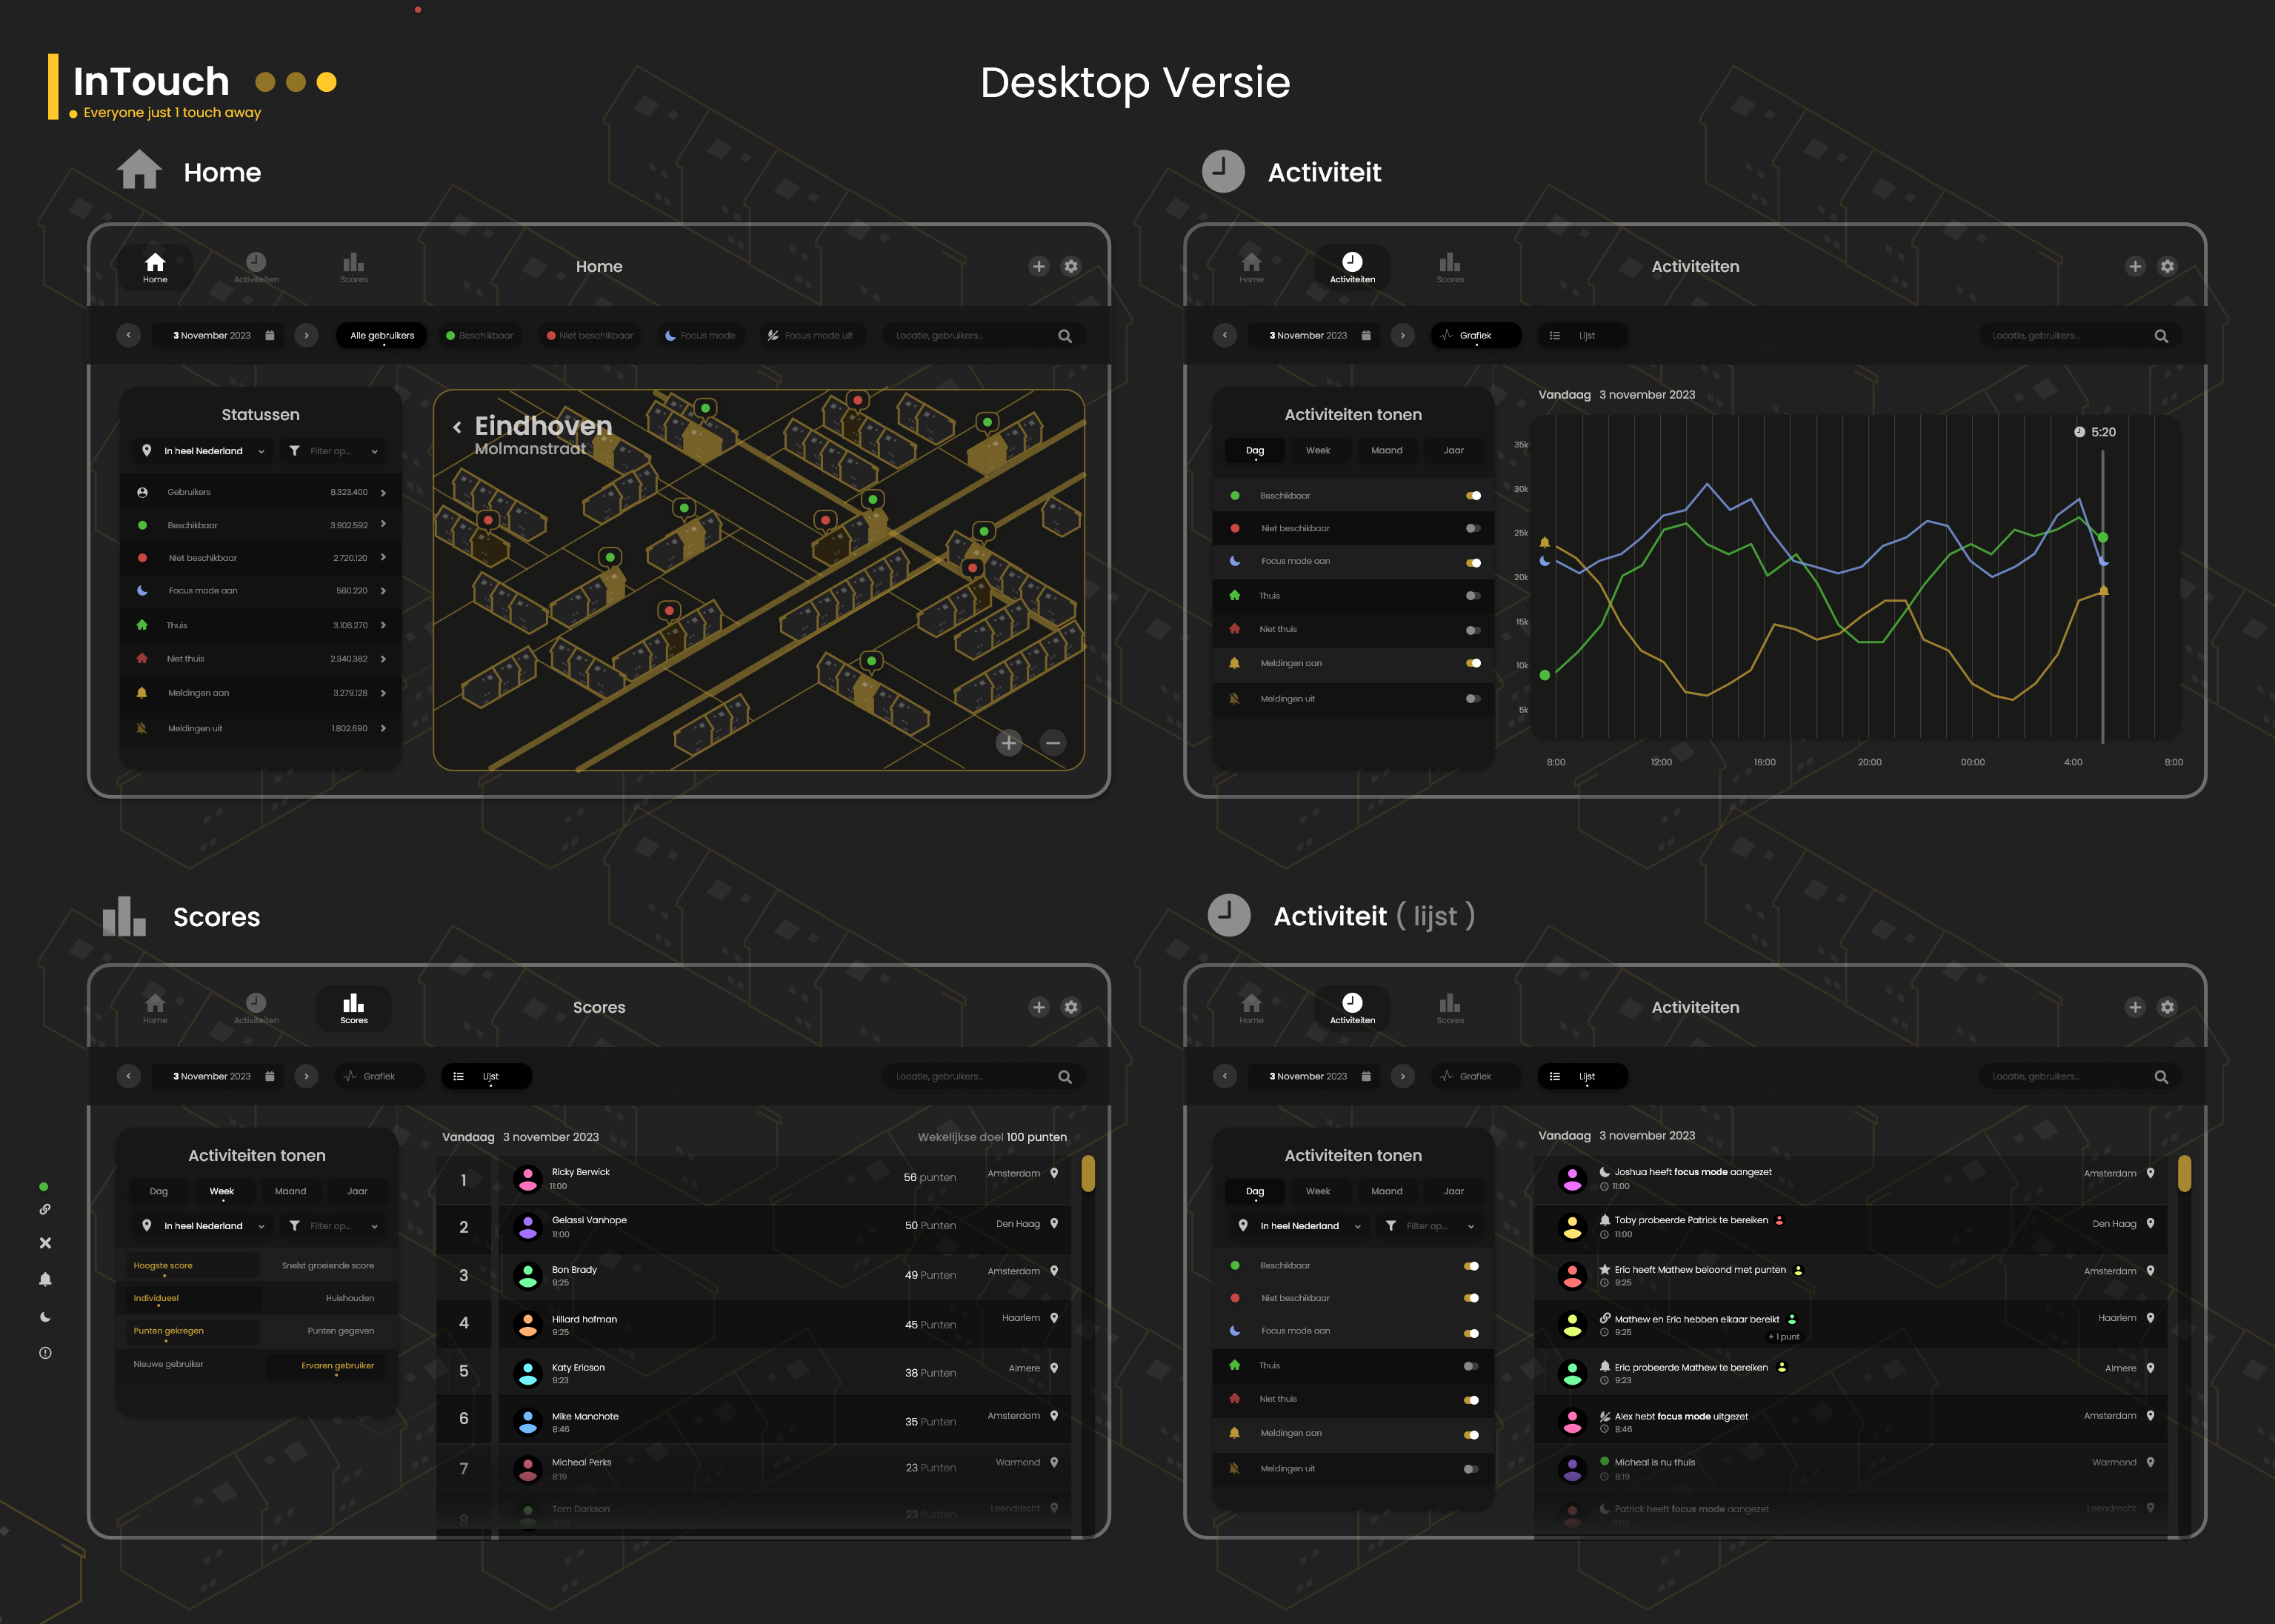 InTouch
Everyone just 1 touch away
Desktop Versie
Home
Home
Activiteiten
Scores
Home
3 November 2023
Alle gebruikers
Beschikbaar
Niet beschikbaar
Focus mode
Focus mode uit
Locatie, gebruikers...
Statussen
In heel Nederland
Filter op...
Gebruikers 8.323.400
Beschikbaar 3.902.592
Niet beschikbaar 2.720.120
Focus mode aan 580.220
Thuis 3.106.270
Niet thuis 2.340.382
Meldingen aan 3.279.128
Meldingen uit 1.802.690
Eindhoven
Molmanstraat
Activiteit
Home
Activiteiten
Scores
Activiteiten
3 November 2023
Grafiek
Lijst
Locatie, gebruikers...
Activiteiten tonen
Dag
Week
Maand
Jaar
Beschikbaar
Niet beschikbaar
Focus mode aan
Thuis
Niet thuis
Meldingen aan
Meldingen uit
Vandaag 3 november 2023
5:20
35k
30k
25k
20k
15k
10k
5k
8:00 12:00 16:00 20:00 00:00 4:00 8:00
Scores
Home
Activiteiten
Scores
Scores
3 November 2023
Grafiek
Lijst
Locatie, gebruikers...
Activiteiten tonen
Dag
Week
Maand
Jaar
In heel Nederland
Filter op...
Hoogste score
Snelst groeiende score
Individueel
Huishouden
Punten gekregen
Punten gegeven
Nieuwe gebruiker
Ervaren gebruiker
Vandaag 3 november 2023
Wekelijkse doel 100 punten
1 Ricky Berwick 56 punten Amsterdam
11:00
2 Gelassi Vanhope 50 Punten Den Haag
11:00
3 Bon Brady 49 Punten Amsterdam
9:25
4 Hillard hofman 45 Punten Haarlem
9:25
5 Katy Ericson 38 Punten Almere
9:23
6 Mike Manchote 35 Punten Amsterdam
8:46
7 Micheal Perks 23 Punten Warmond
8:19
8 Tom Darkson 23 Punten Leendrecht
Activiteit ( lijst )
Home
Activiteiten
Scores
Activiteiten
3 November 2023
Grafiek
Lijst
Locatie, gebruikers...
Activiteiten tonen
Dag
Week
Maand
Jaar
In heel Nederland
Filter op...
Beschikbaar
Niet beschikbaar
Focus mode aan
Thuis
Niet thuis
Meldingen aan
Meldingen uit
Vandaag 3 november 2023
Joshua heeft focus mode aangezet Amsterdam
11:00
Toby probeerde Patrick te bereiken Den Haag
11:00
Eric heeft Mathew beloond met punten Amsterdam
9:25
Mathew en Eric hebben elkaar bereikt Haarlem
9:25
+ 1 punt
Eric probeerde Mathew te bereiken Almere
9:23
Alex hebt focus mode uitgezet Amsterdam
8:46
Micheal is nu thuis Warmond
8:19
Patrick heeft focus mode aangezet Leendrecht
11:00